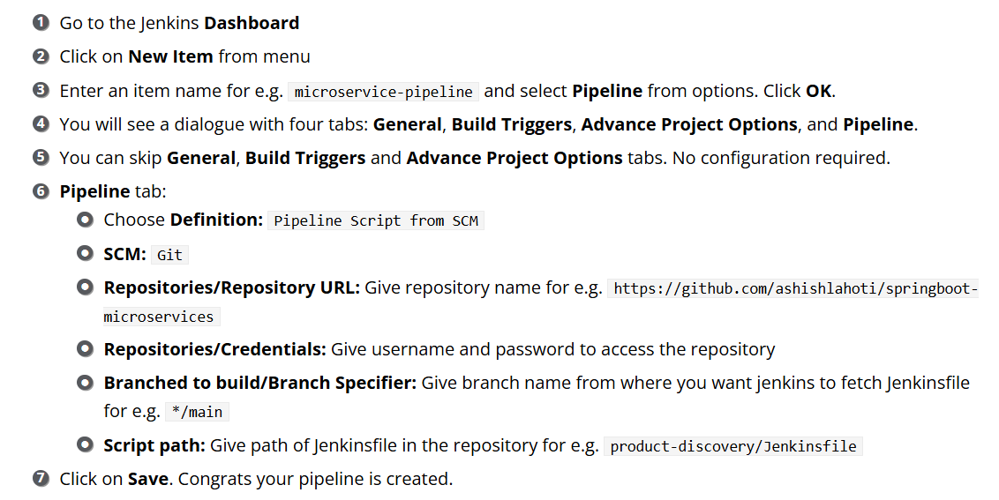 1 Go to the Jenkins Dashboard
2 Click on New Item from menu
3 Enter an item name for e.g. microservice-pipeline and select Pipeline from options. Click OK.
4 You will see a dialogue with four tabs: General, Build Triggers, Advance Project Options, and Pipeline.
5 You can skip General, Build Triggers and Advance Project Options tabs. No configuration required.
6 Pipeline tab:
Choose Definition: Pipeline Script from SCM
SCM: Git
Repositories/Repository URL: Give repository name for e.g. https://github.com/ashishlahoti/springboot-
microservices
Repositories/Credentials: Give username and password to access the repository
Branched to build/Branch Specifier: Give branch name from where you want jenkins to fetch Jenkinsfile
for e.g. */main
Script path: Give path of Jenkinsfile in the repository for e.g. product-discovery/Jenkinsfile
7 Click on Save. Congrats your pipeline is created.